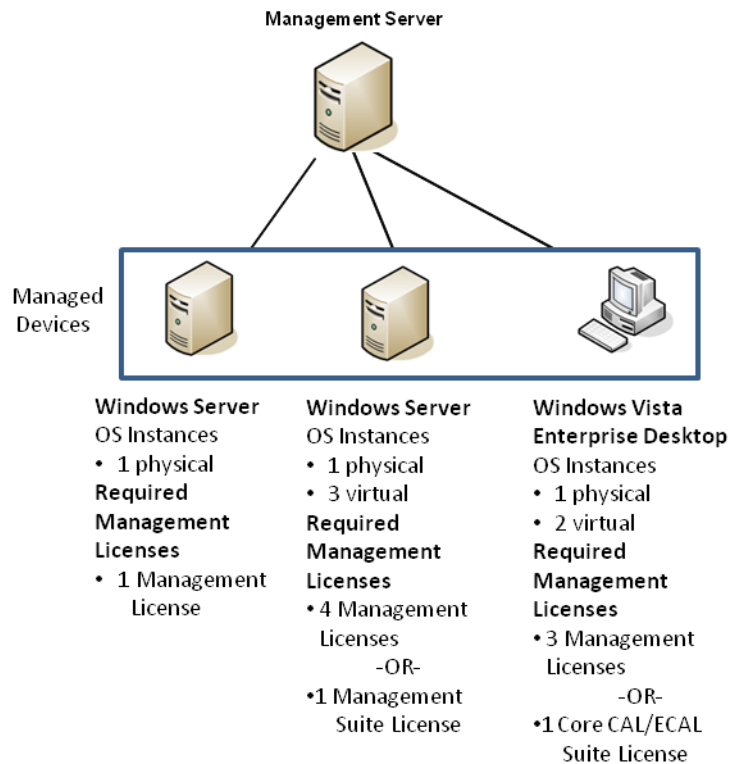 Management Server
Managed
Devices
Windows Server
OS Instances
• 1 physical
Required
Management
Licenses
• 1 Management
License
Windows Server
OS Instances
• 1 physical
• 3 virtual
Required
Management
Licenses
• 4 Management
Licenses
-OR-
•1 Management
Suite License
Windows Vista
Enterprise Desktop
OS Instances
• 1 physical
• 2 virtual
Required
Management
Licenses
• 3 Management
Licenses
-OR-
•1 Core CAL/ECAL
Suite License